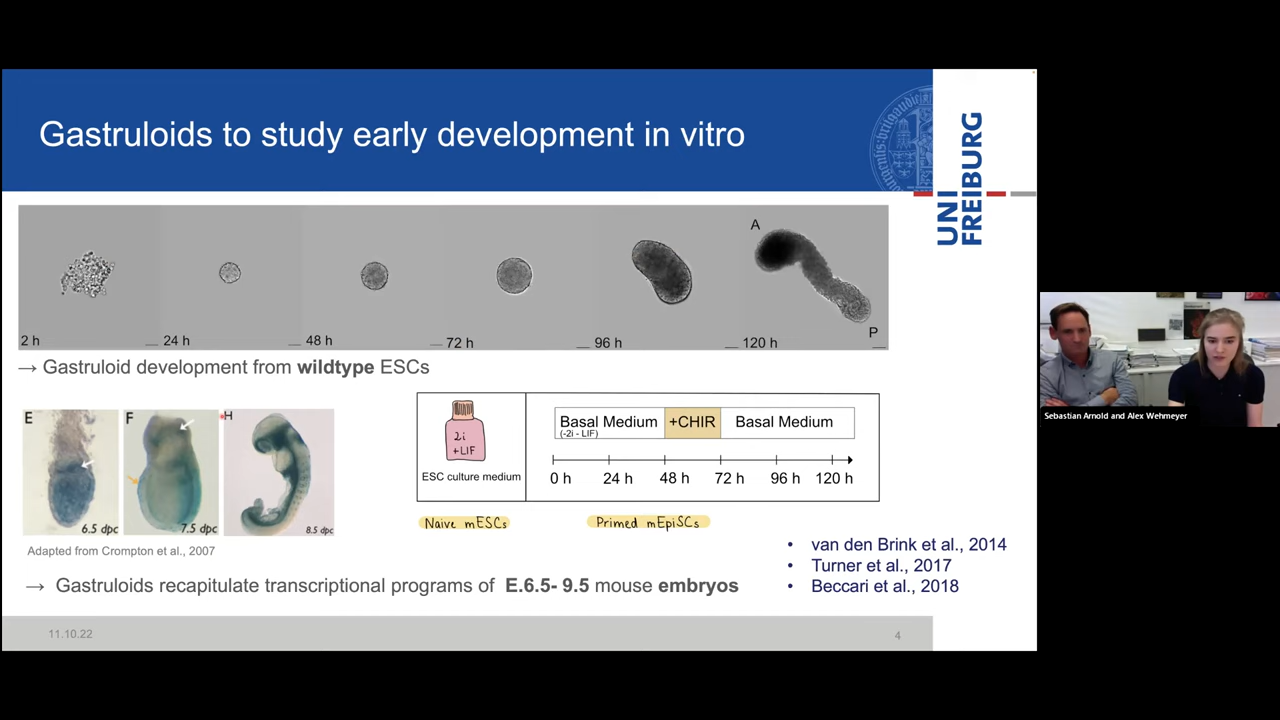 Gastruloids to study early development in vitro
UNI
FREIBURG
A
P
2 h
24 h
48 h
72 h
96 h
120 h
→ Gastruloid development from wildtype ESCs
E
F
H
6.5 dpc
7.5 dpc
8.5 dpc
Adapted from Crompton et al., 2007
2i
+LIF
ESC culture medium
Basal Medium
(-2i - LIF)
+CHIR
Basal Medium
0 h
24 h
48 h
72 h
96 h
120 h
Naive mESCs
Primed mEpiSCs
• van den Brink et al., 2014
• Turner et al., 2017
• Beccari et al., 2018
→ Gastruloids recapitulate transcriptional programs of E.6.5- 9.5 mouse embryos
11.10.22
4
Sebastian Arnold and Alex Wehmeyer